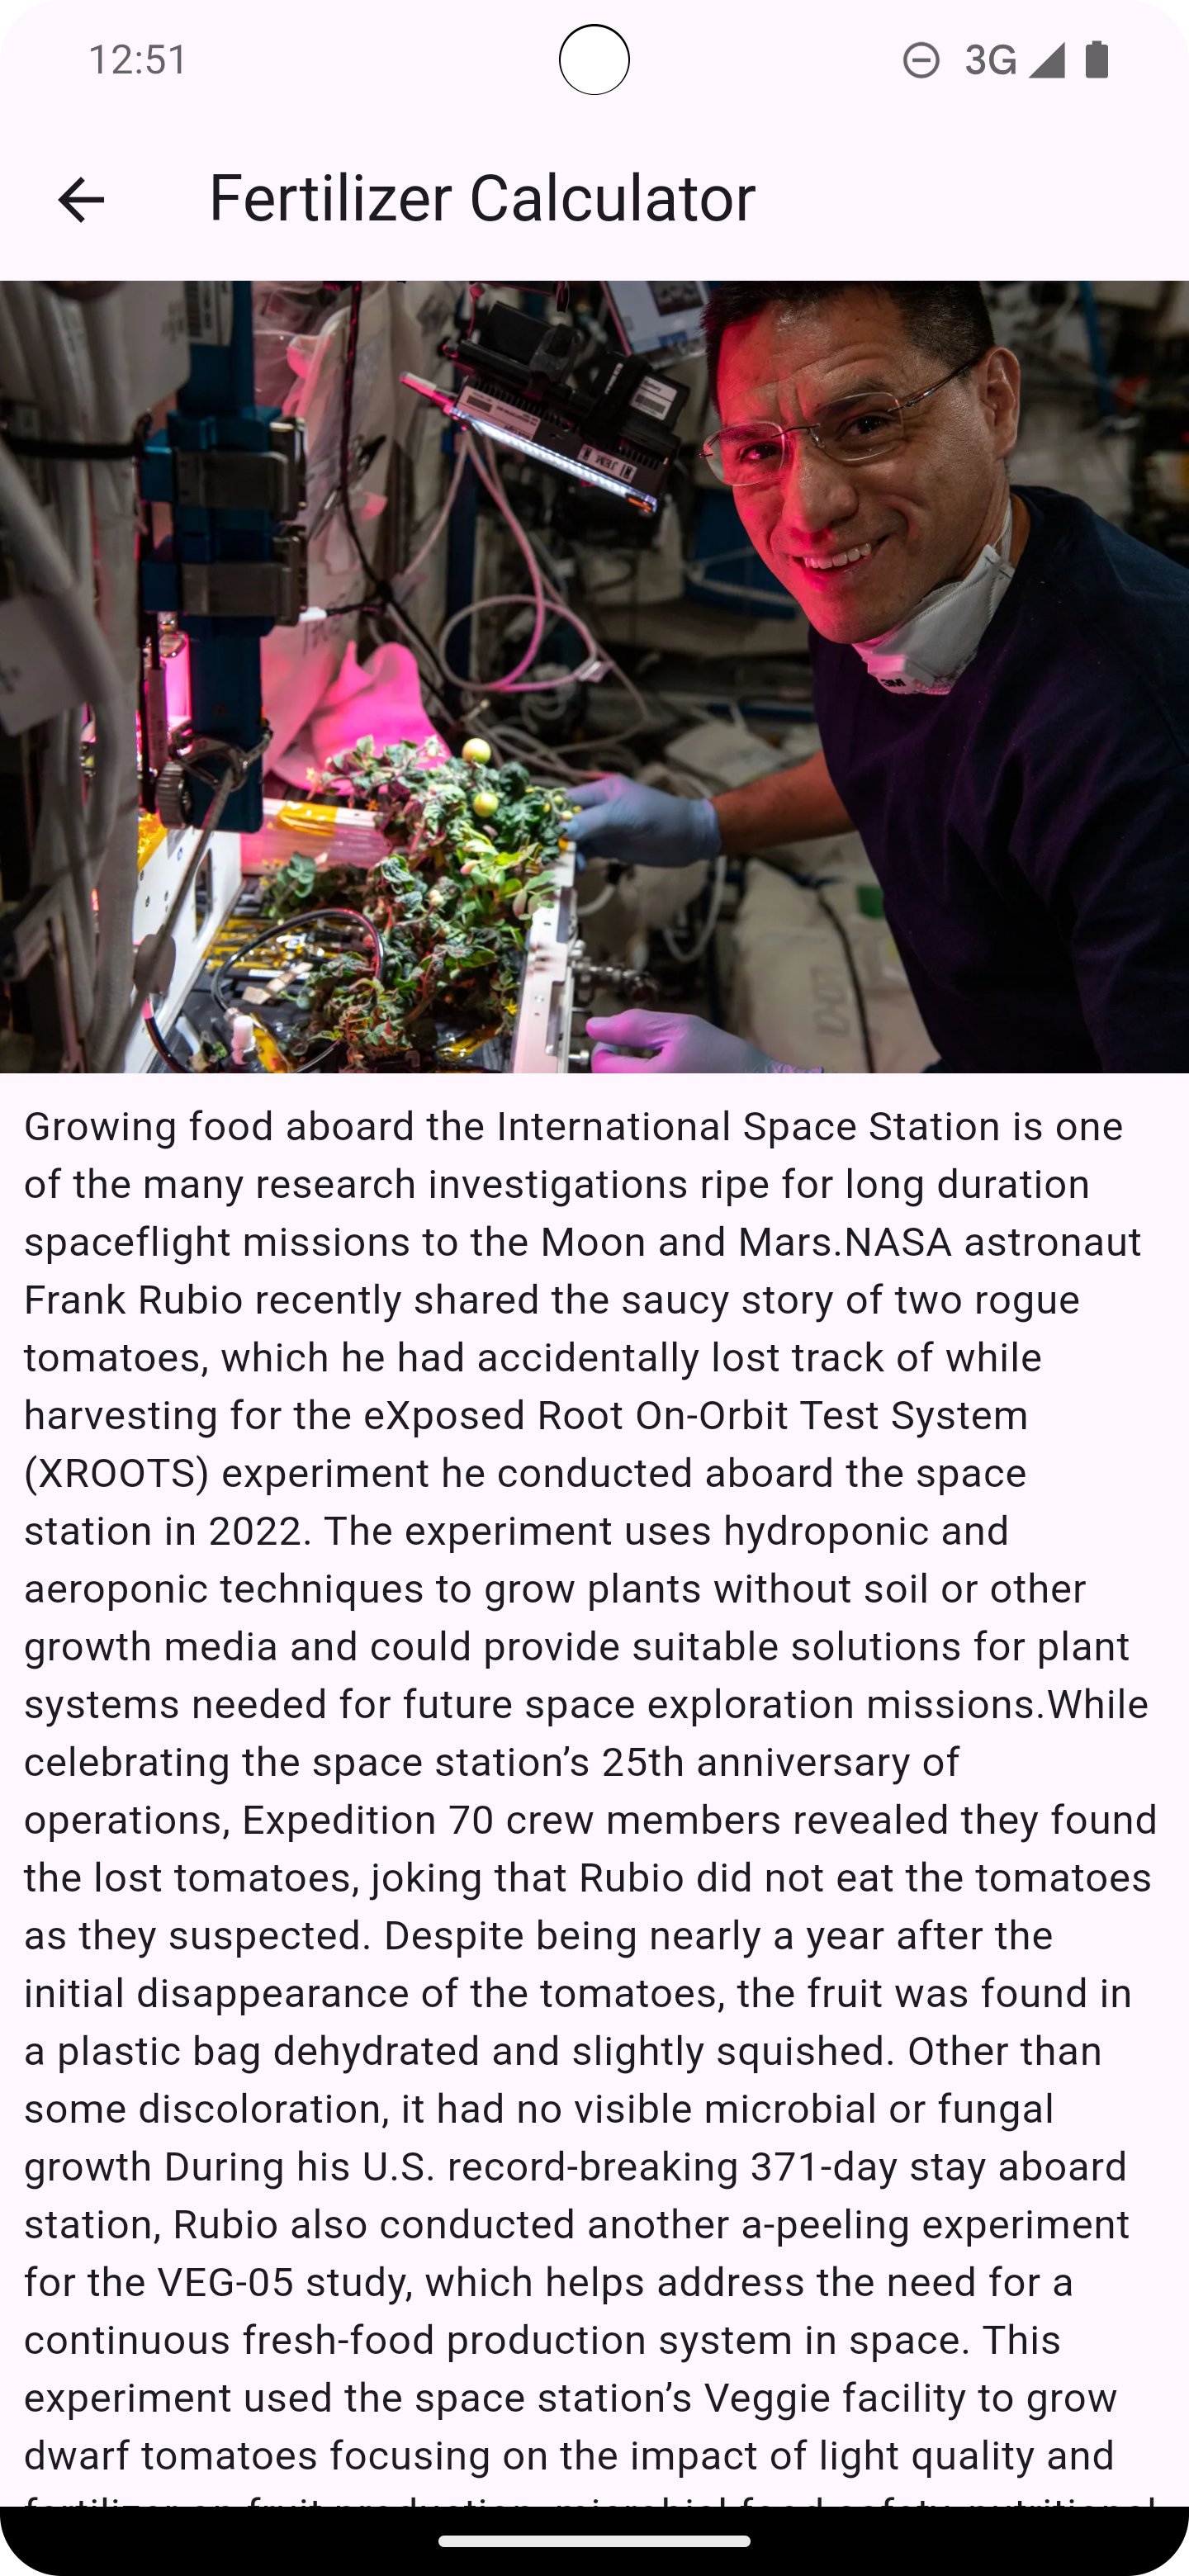 12:51
3G
Fertilizer Calculator
3M
Growing food aboard the International Space Station is one
of the many research investigations ripe for long duration
spaceflight missions to the Moon and Mars.NASA astronaut
Frank Rubio recently shared the saucy story of two rogue
tomatoes, which he had accidentally lost track of while
harvesting for the eXposed Root On-Orbit Test System
(XROOTS) experiment he conducted aboard the space
station in 2022. The experiment uses hydroponic and
aeroponic techniques to grow plants without soil or other
growth media and could provide suitable solutions for plant
systems needed for future space exploration missions.While
celebrating the space station’s 25th anniversary of
operations, Expedition 70 crew members revealed they found
the lost tomatoes, joking that Rubio did not eat the tomatoes
as they suspected. Despite being nearly a year after the
initial disappearance of the tomatoes, the fruit was found in
a plastic bag dehydrated and slightly squished. Other than
some discoloration, it had no visible microbial or fungal
growth During his U.S. record-breaking 371-day stay aboard
station, Rubio also conducted another a-peeling experiment
for the VEG-05 study, which helps address the need for a
continuous fresh-food production system in space. This
experiment used the space station’s Veggie facility to grow
dwarf tomatoes focusing on the impact of light quality and
fertilizer on fruit production, microbial food safety, nutritional